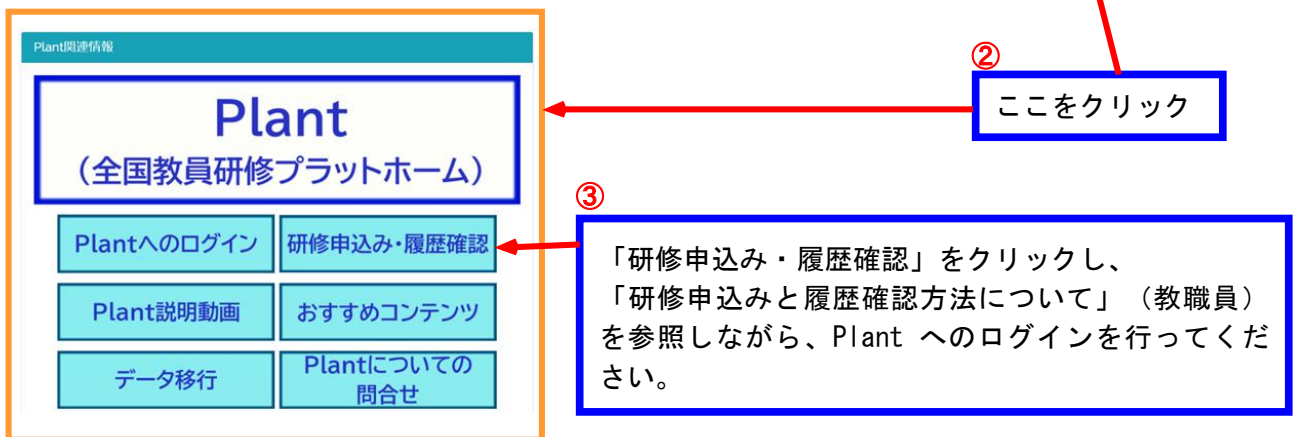 Plant関連情報
Plant
（全国教員研修プラットホーム）
Plantへのログイン
研修申込み・履歴確認
Plant説明動画
おすすめコンテンツ
データ移行
Plantについての
問合せ
②
ここをクリック
③
「研修申込み・履歴確認」をクリックし、
「研修申込みと履歴確認方法について」（教職員）
を参照しながら、Plant へのログインを行ってくだ
さい。